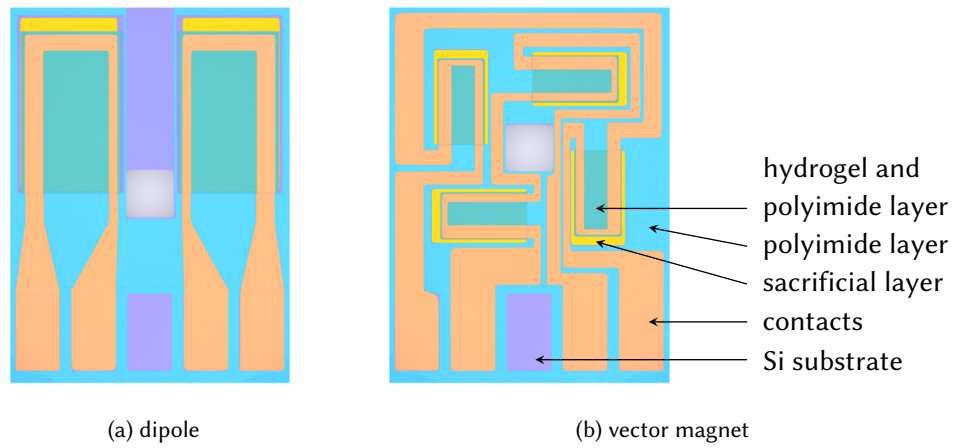 hydrogel and
polyimide layer
polyimide layer
sacrificial layer
contacts
Si substrate
(a) dipole
(b) vector magnet